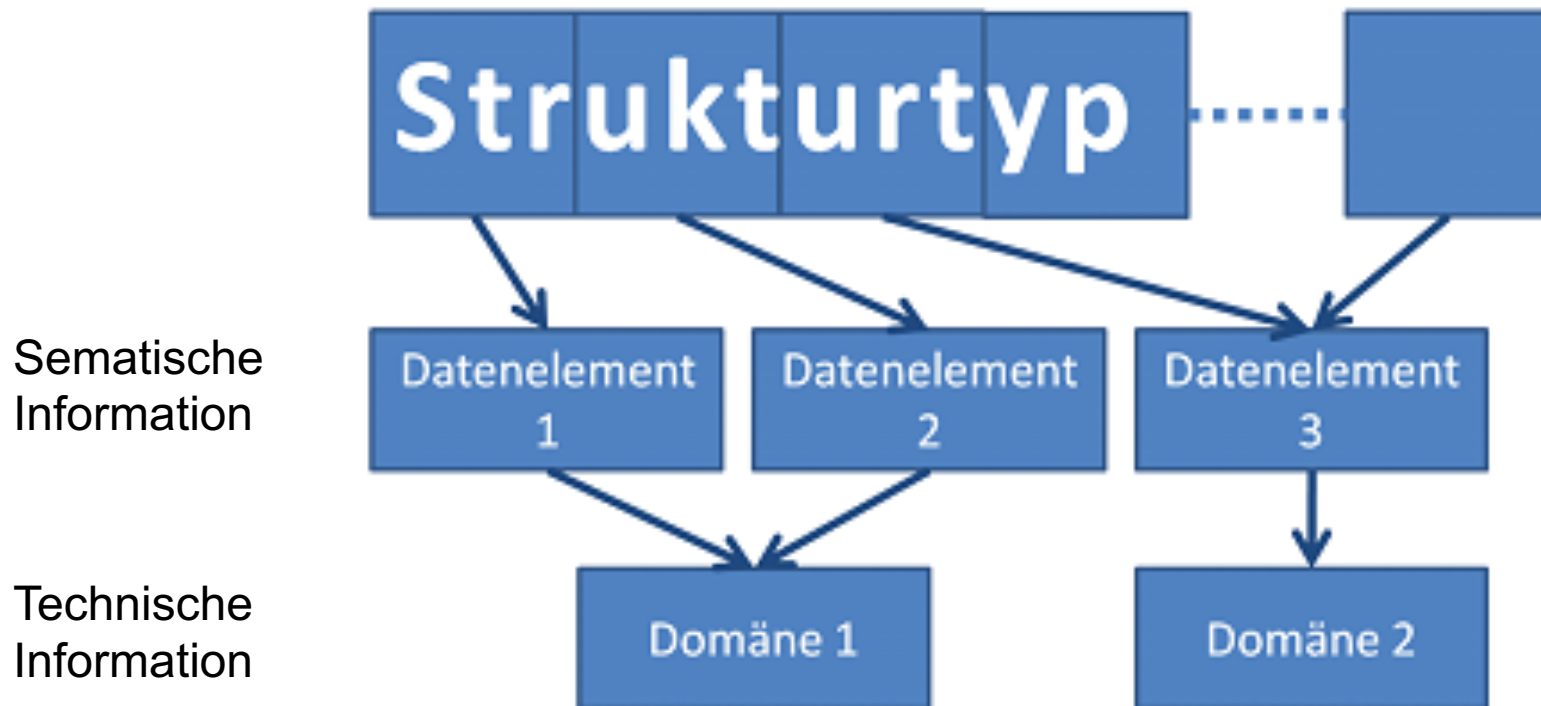 Strukturtyp
Sematische
Information
Datenelement
1
Datenelement
2
Datenelement
3
Technische
Information
Domäne 1
Domäne 2